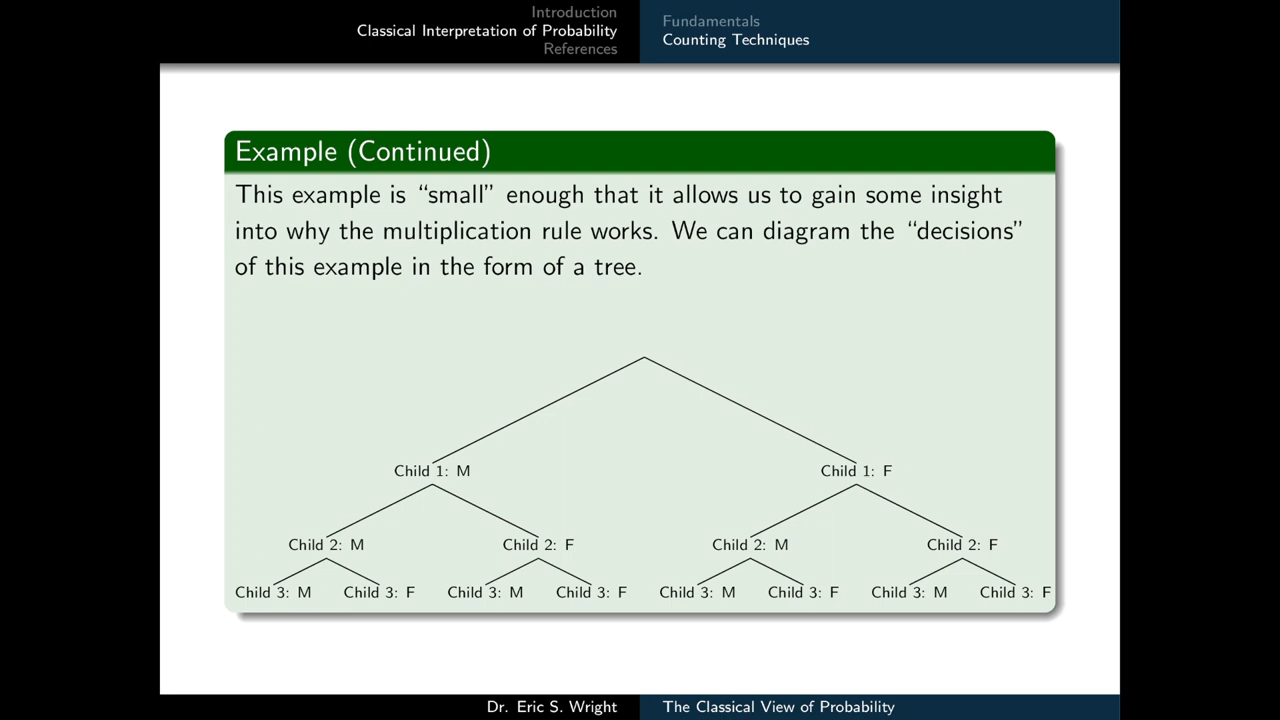 Introduction
Classical Interpretation of Probability
References
Fundamentals
Counting Techniques
Example (Continued)
This example is “small” enough that it allows us to gain some insight
into why the multiplication rule works. We can diagram the “decisions”
of this example in the form of a tree.
Child 1: M
Child 1: F
Child 2: M
Child 2: F
Child 2: M
Child 2: F
Child 3: M
Child 3: F
Child 3: M
Child 3: F
Child 3: M
Child 3: F
Child 3: M
Child 3: F
Dr. Eric S. Wright
The Classical View of Probability